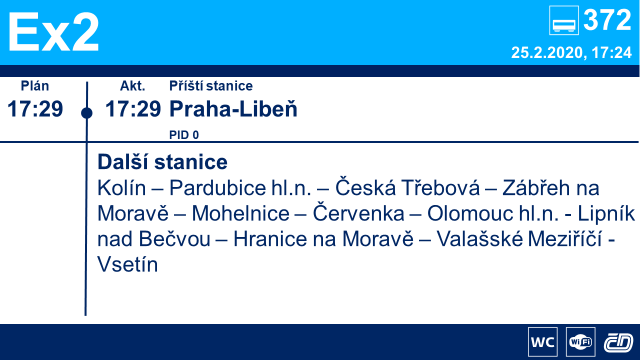 Ex2
372
25.2.2020, 17:24
Plán Akt. Příští stanice
17:29 17:29 Praha-Libeň
PID 0
Další stanice
Kolín – Pardubice hl.n. – Česká Třebová – Zábřeh na
Moravě – Mohelnice – Červenka – Olomouc hl.n. - Lipník
nad Bečvou – Hranice na Moravě – Valašské Meziříčí -
Vsetín
WC WiFi ČD